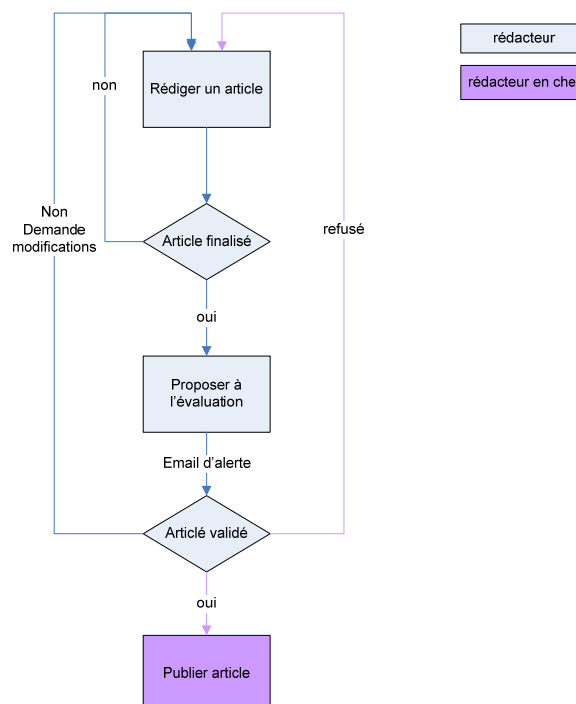 rédacteur
rédacteur en che
non
Rédiger un article
Non
Demande
modifications
Article finalisé
refusé
oui
Proposer à
l'évaluation
Email d'alerte
Articlé validé
oui
Publier article